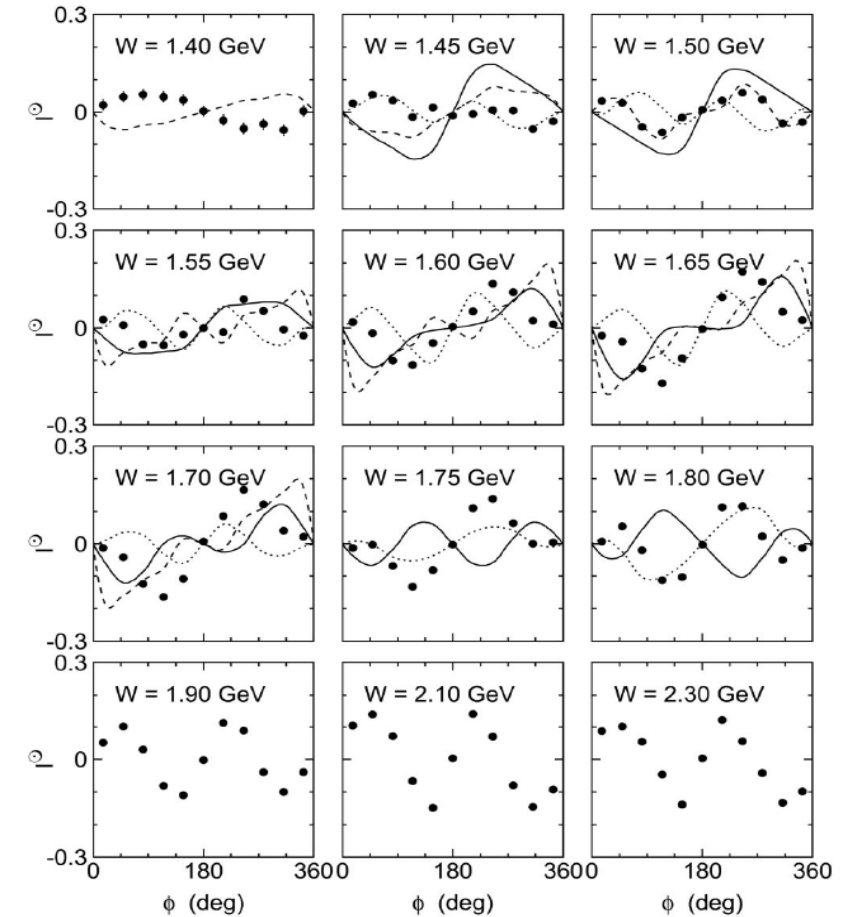 0.3
W = 1.40 GeV W = 1.45 GeV W = 1.50 GeV
I⊙ 0
-0.3
0.3
W = 1.55 GeV W = 1.60 GeV W = 1.65 GeV
I⊙ 0
-0.3
0.3
W = 1.70 GeV W = 1.75 GeV W = 1.80 GeV
I⊙ 0
-0.3
0.3
W = 1.90 GeV W = 2.10 GeV W = 2.30 GeV
I⊙ 0
-0.3
0 180 360 0 180 360 0 180 360
ϕ (deg) ϕ (deg) ϕ (deg)